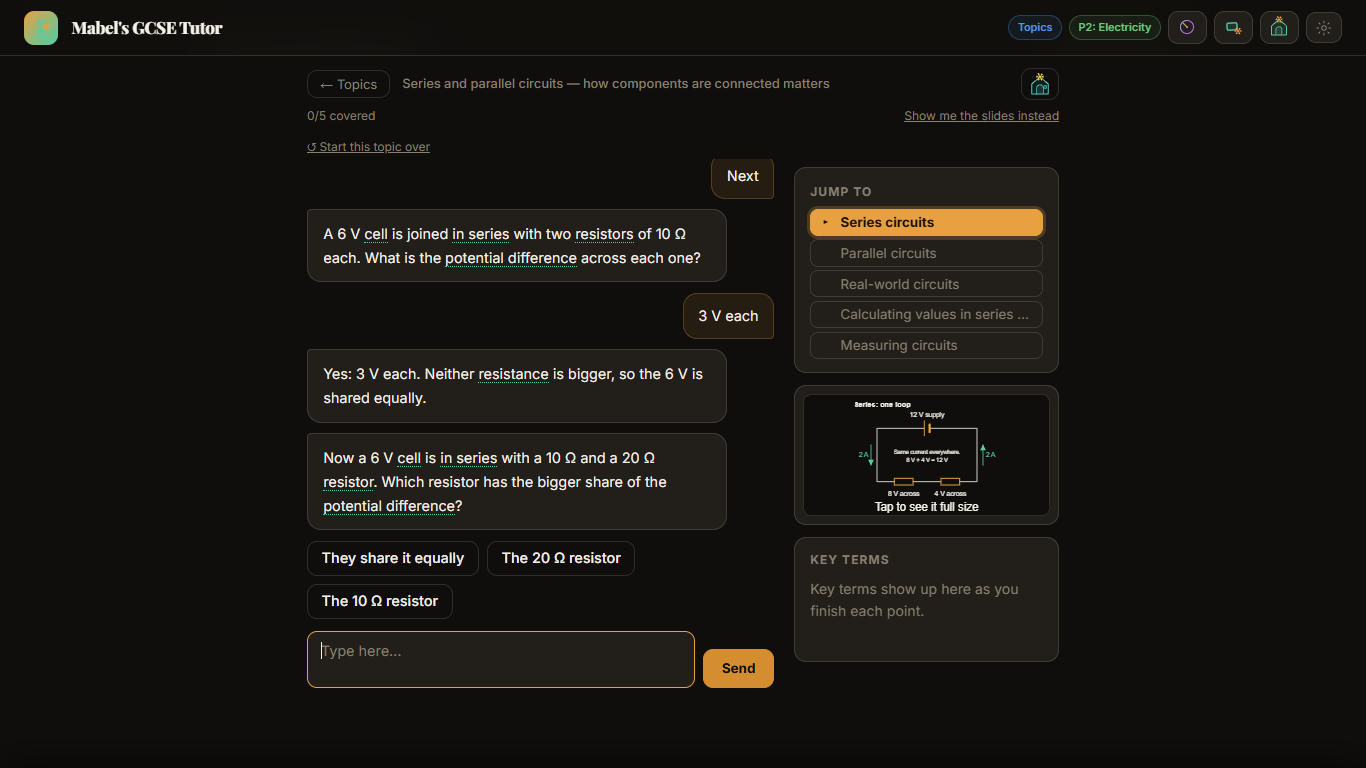 Mabel's GCSE Tutor
Topics
P2: Electricity
← Topics
Series and parallel circuits — how components are connected matters
0/5 covered
Show me the slides instead
↺ Start this topic over
Next
A 6 V cell is joined in series with two resistors of 10 Ω
each. What is the potential difference across each one?
3 V each
Yes: 3 V each. Neither resistance is bigger, so the 6 V is
shared equally.
Now a 6 V cell is in series with a 10 Ω and a 20 Ω
resistor. Which resistor has the bigger share of the
potential difference?
They share it equally
The 20 Ω resistor
The 10 Ω resistor
Type here...
Send
JUMP TO
▸ Series circuits
Parallel circuits
Real-world circuits
Calculating values in series ...
Measuring circuits
Series: one loop
12 V supply
2A
Same current everywhere.
8 V + 4 V = 12 V
2A
8 V across
4 V across
Tap to see it full size
KEY TERMS
Key terms show up here as you
finish each point.